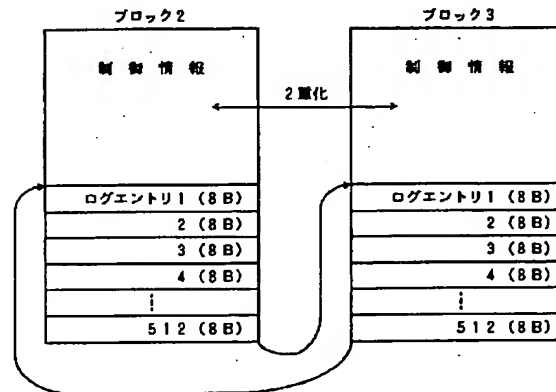 ブロック2
制御情報
ログエントリ1 (8B)
2 (8B)
3 (8B)
4 (8B)
512 (8B)
2重化
ブロック3
制御情報
ログエントリ1 (8B)
2 (8B)
3 (8B)
4 (8B)
512 (8B)